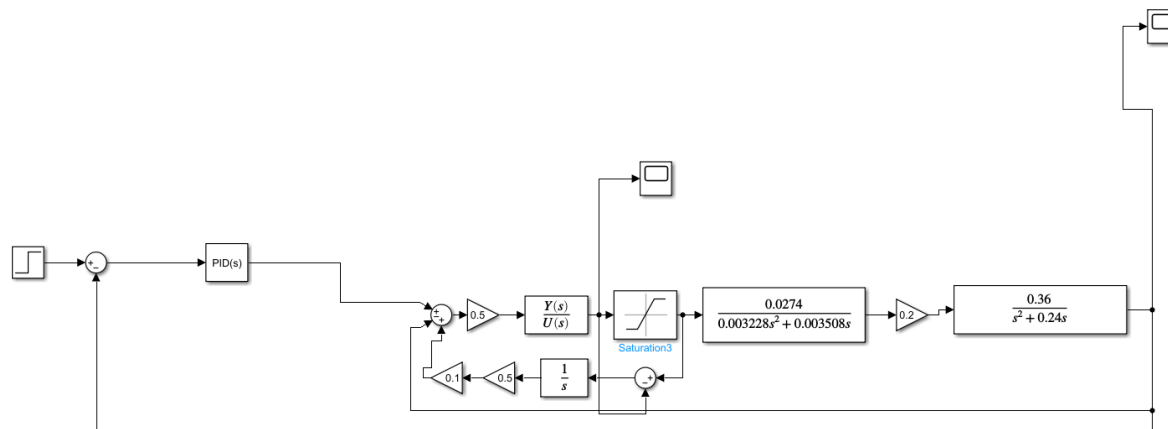 PID(s)
+
−
±
−
+
0.5
Y(s)
U(s)
Saturation3
0.0274
0.003228s² + 0.003508s
0.2
0.36
s² + 0.24s
0.1
0.5
1
s
− +